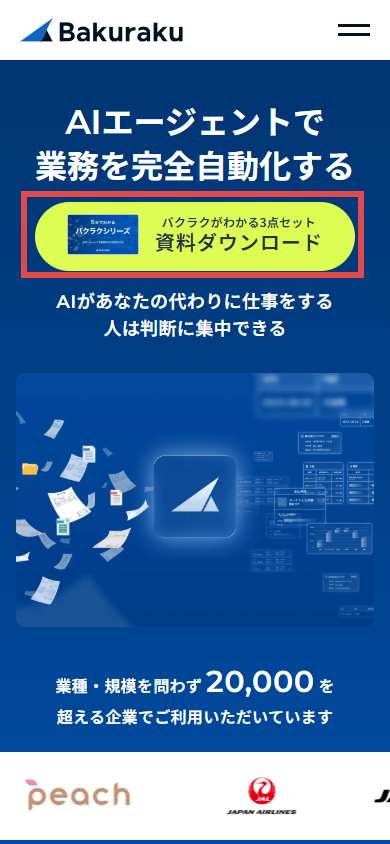 Bakuraku
AIエージェントで
業務を完全自動化する
5分でわかる
バクラクシリーズ
バクラクがわかる3点セット
資料ダウンロード
AIがあなたの代わりに仕事をする
人は判断に集中できる
業種・規模を問わず 20,000 を
超える企業でご利用いただいています
peach
JAL
JAPAN AIRLINES